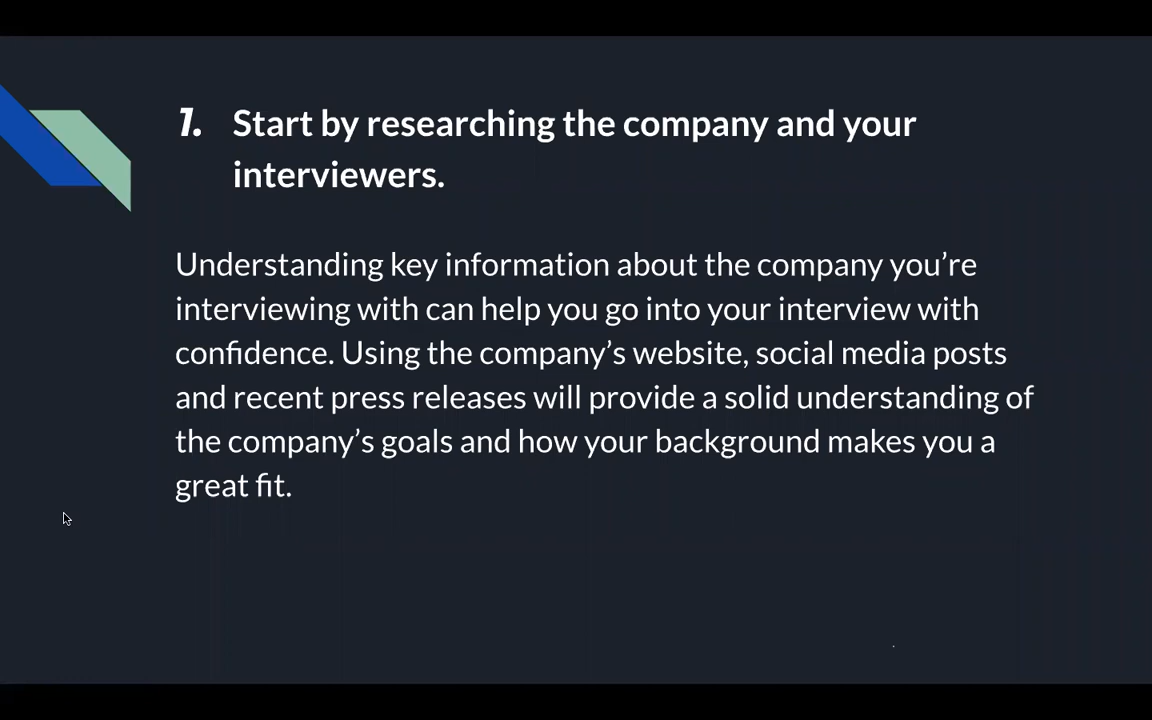 1. Start by researching the company and your
interviewers.
Understanding key information about the company you’re
interviewing with can help you go into your interview with
confidence. Using the company’s website, social media posts
and recent press releases will provide a solid understanding of
the company’s goals and how your background makes you a
great fit.